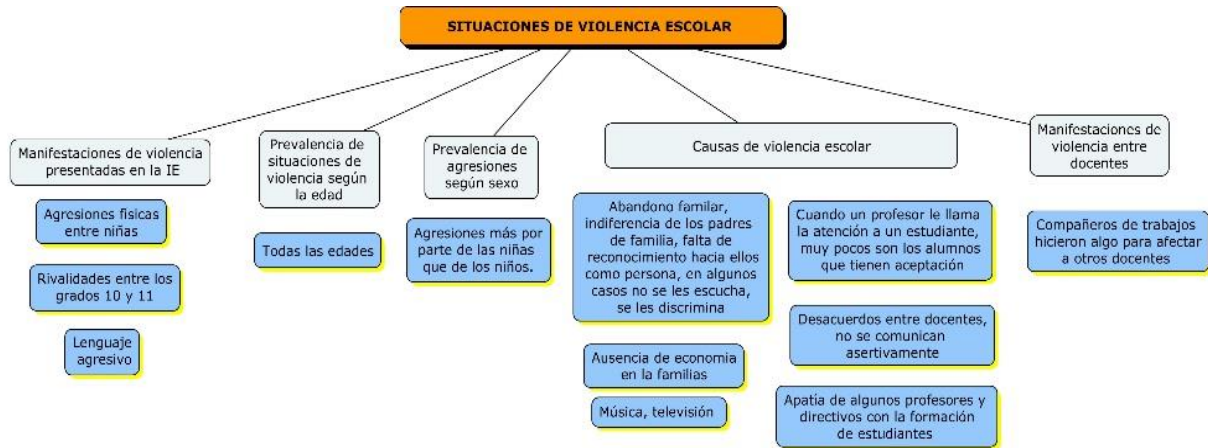 SITUACIONES DE VIOLENCIA ESCOLAR
Manifestaciones de violencia
presentadas en la IE
Agresiones físicas
entre niñas
Rivalidades entre los
grados 10 y 11
Lenguaje
agresivo
Prevalencia de
situaciones de
violencia según
la edad
Todas las edades
Prevalencia de
agresiones
según sexo
Agresiones más por
parte de las niñas
que de los niños.
Causas de violencia escolar
Abandono familar,
indiferencia de los padres
de familia, falta de
reconocimiento hacia ellos
como persona, en algunos
casos no se les escucha,
se les discrimina
Ausencia de economia
en la familias
Música, televisión
Cuando un profesor le llama
la atención a un estudiante,
muy pocos son los alumnos
que tienen aceptación
Desacuerdos entre docentes,
no se comunican
asertivamente
Apatía de algunos profesores y
directivos con la formación
de estudiantes
Manifestaciones de
violencia entre
docentes
Compañeros de trabajos
hicieron algo para afectar
a otros docentes